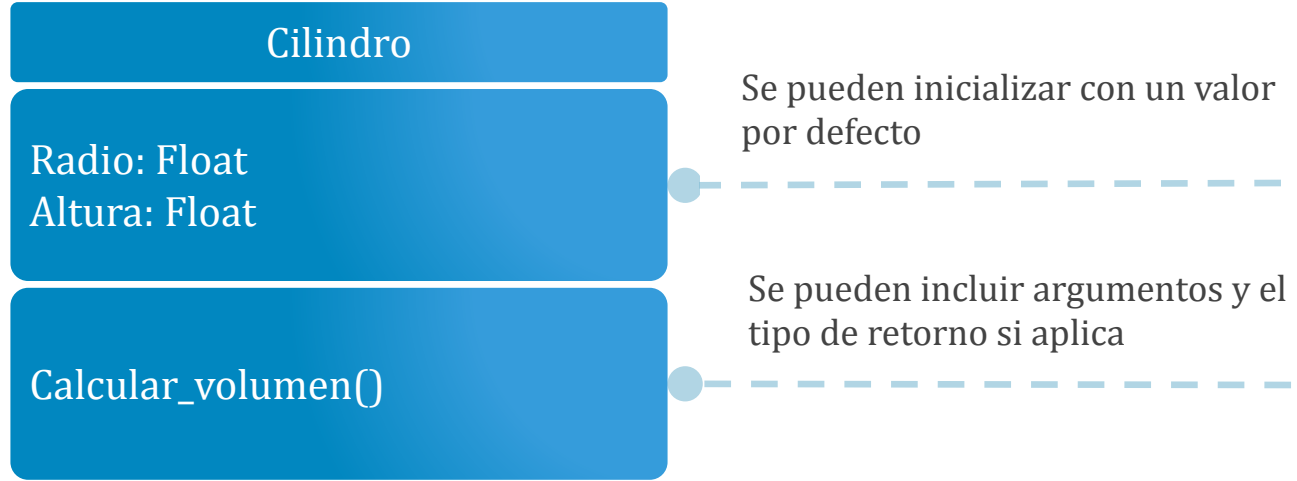 Cilindro
Se pueden inicializar con un valor
por defecto
Radio: Float
Altura: Float
Se pueden incluir argumentos y el
tipo de retorno si aplica
Calcular_volumen()